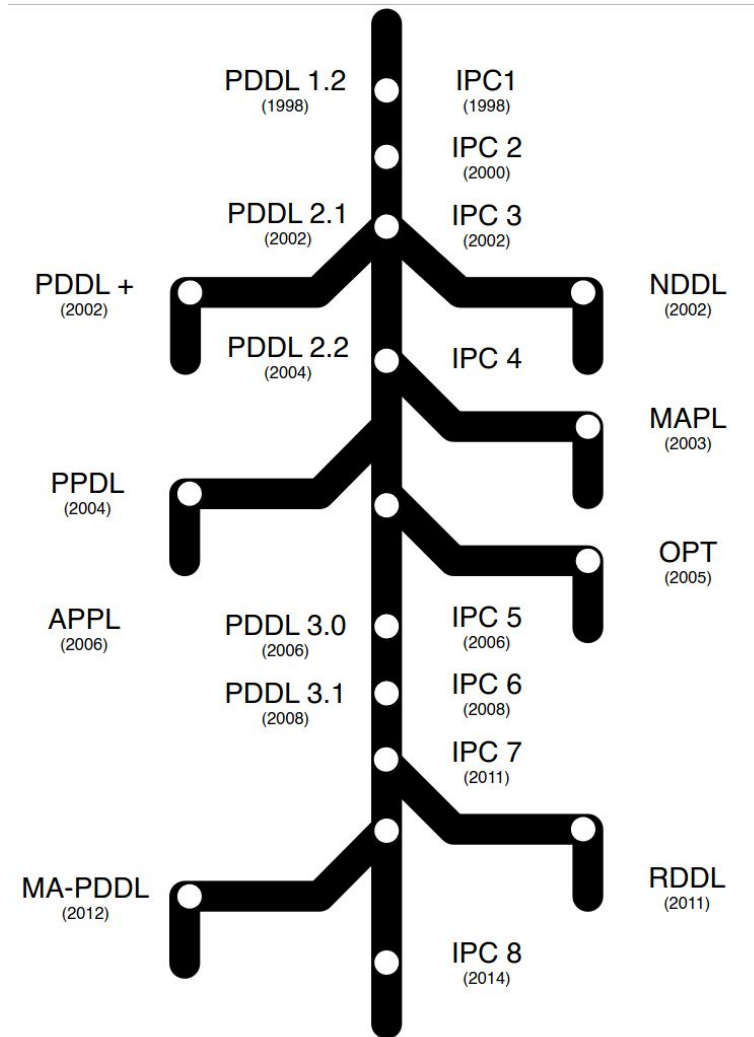 PDDL 1.2
(1998)
IPC1
(1998)
IPC 2
(2000)
PDDL 2.1
(2002)
IPC 3
(2002)
PDDL +
(2002)
NDDL
(2002)
PDDL 2.2
(2004)
IPC 4
MAPL
(2003)
PPDL
(2004)
OPT
(2005)
APPL
(2006)
PDDL 3.0
(2006)
IPC 5
(2006)
PDDL 3.1
(2008)
IPC 6
(2008)
IPC 7
(2011)
MA-PDDL
(2012)
RDDL
(2011)
IPC 8
(2014)